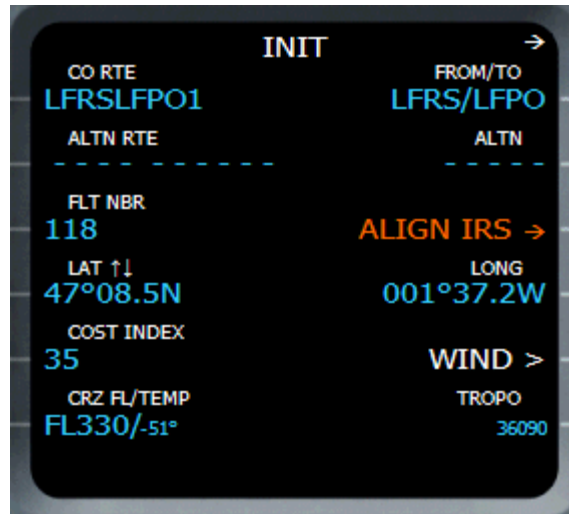 INIT →
CO RTE FROM/TO
LFRSLFPO1 LFRS/LFPO
ALTN RTE ALTN
- - - - - - - - - - - - - - -
FLT NBR
118 ALIGN IRS →
LAT ↑↓ LONG
47°08.5N 001°37.2W
COST INDEX
35 WIND >
CRZ FL/TEMP TROPO
FL330/-51° 36090